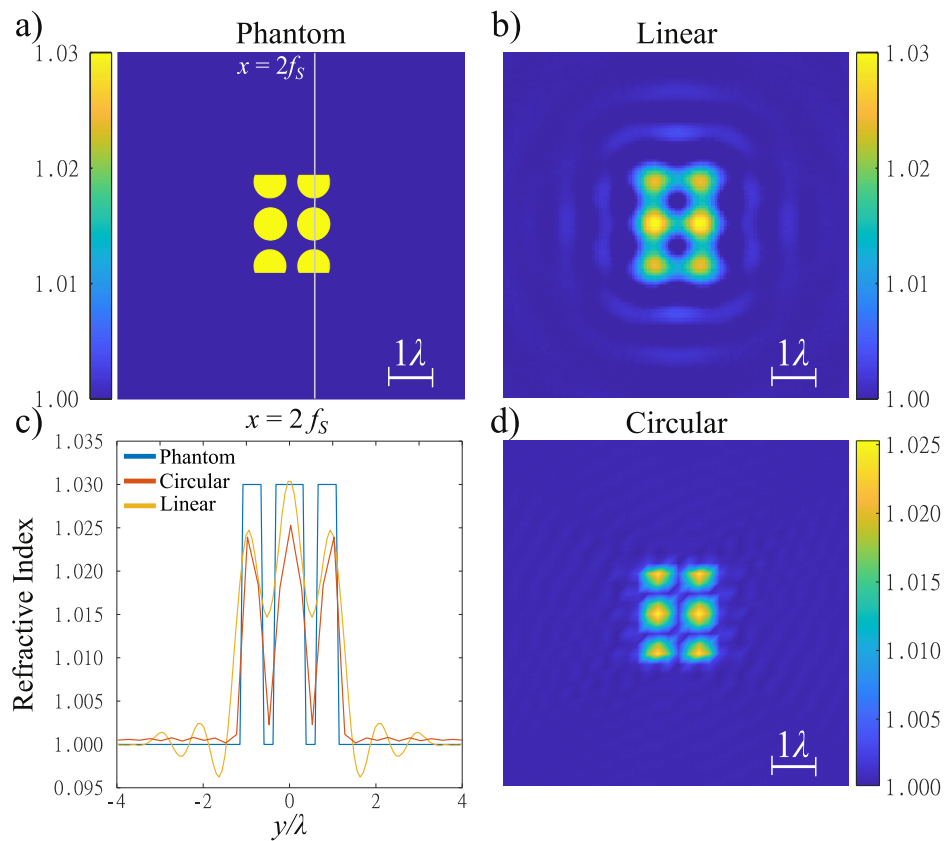 a)
Phantom
x = 2f_S
1.03
1.02
1.01
1.00
1λ
b)
Linear
1.03
1.02
1.01
1.00
1λ
c)
x = 2 f_S
1.035
1.030
1.025
1.020
1.015
1.010
1.005
1.000
0.095
Refractive Index
Phantom
Circular
Linear
-4 -2 0 2 4
y/λ
d)
Circular
1.025
1.020
1.015
1.010
1.005
1.000
1λ